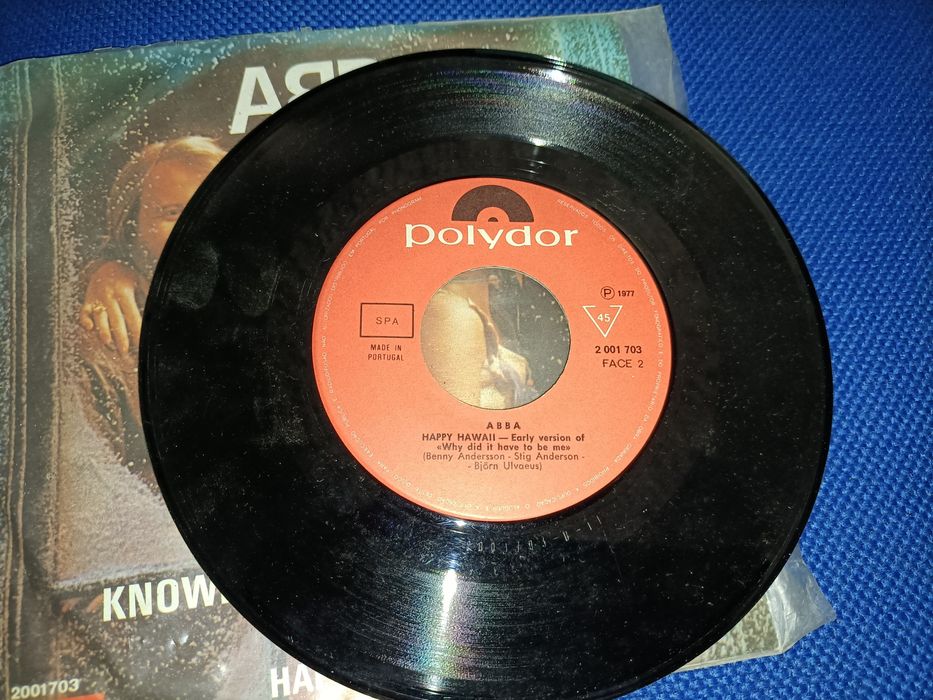 ABBA
polydor
SPA
MADE IN
PORTUGAL
℗ 1977
45
2 001 703
FACE 2
ABBA
HAPPY HAWAII — Early version of
«Why did it have to be me»
(Benny Andersson - Stig Anderson -
- Björn Ulvaeus)
KNOW
HA
2001703